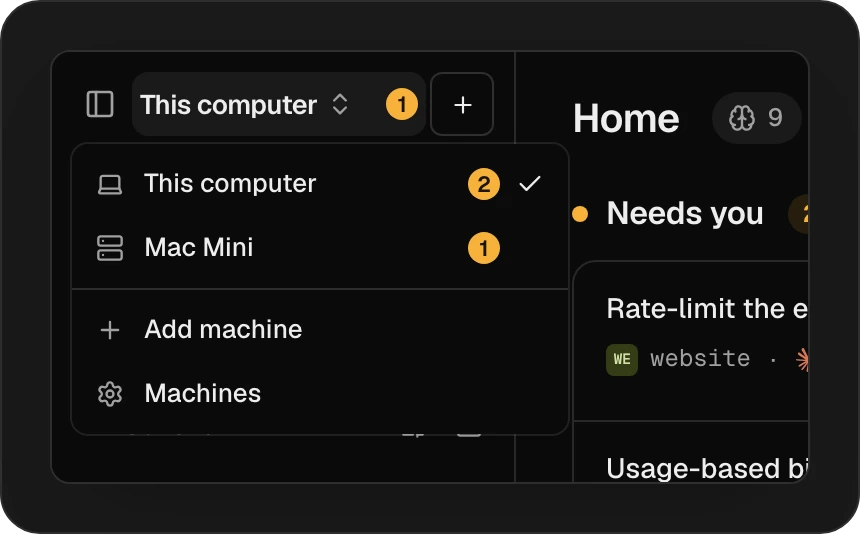 This computer 1
Home 9
This computer 2
Mac Mini 1
Add machine
Machines
Needs you
Rate-limit the
WE website ·
Usage-based